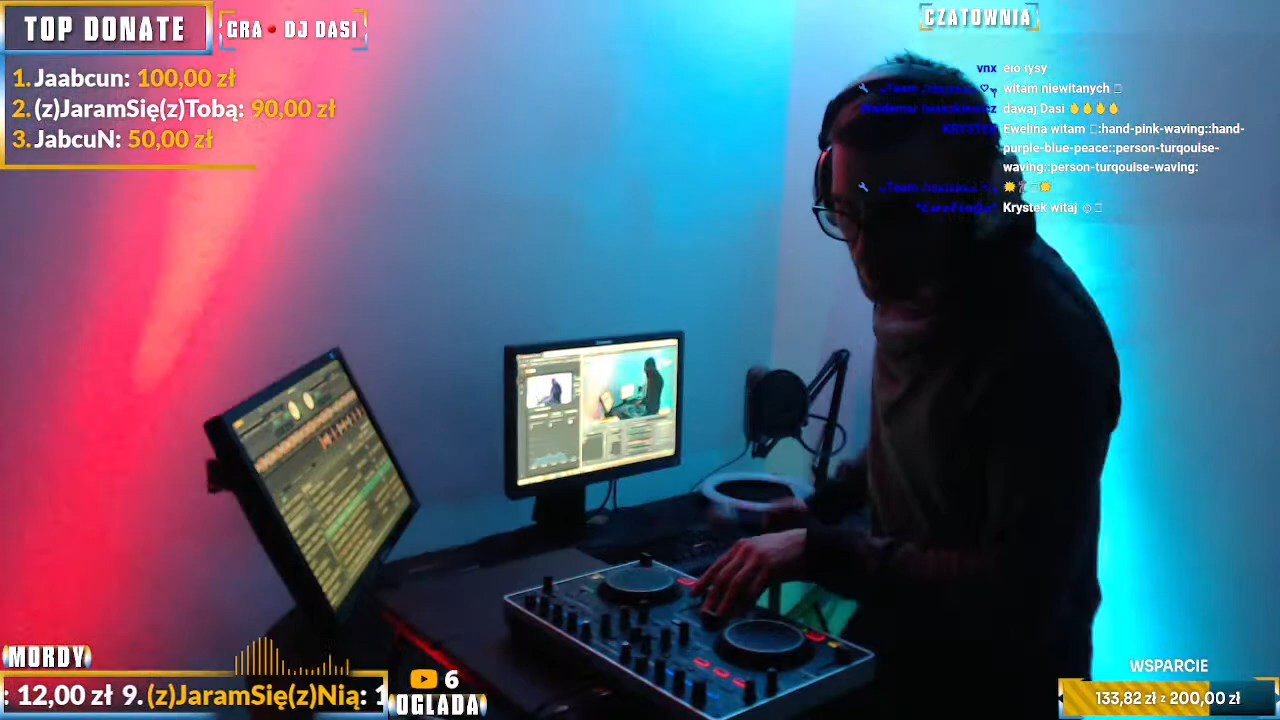 TOP DONATE
GRA • DJ DASI
1. Jaabcun: 100,00 zł
2. (z)JaramSię(z)Tobą: 90,00 zł
3. JabcuN: 50,00 zł
CZATOWNIA
vnx elo łysy
witam niewitanych
dawaj Dasi
KRYSTEK Ewelina witam :hand-pink-waving::hand-
purple-blue-peace::person-turqouise-
waving::person-turqouise-waving:
Krystek witaj
MORDY
: 12,00 zł 9. (z)JaramSię(z)Nią: 1
6
OGLĄDA
WSPARCIE
133,82 zł z 200,00 zł